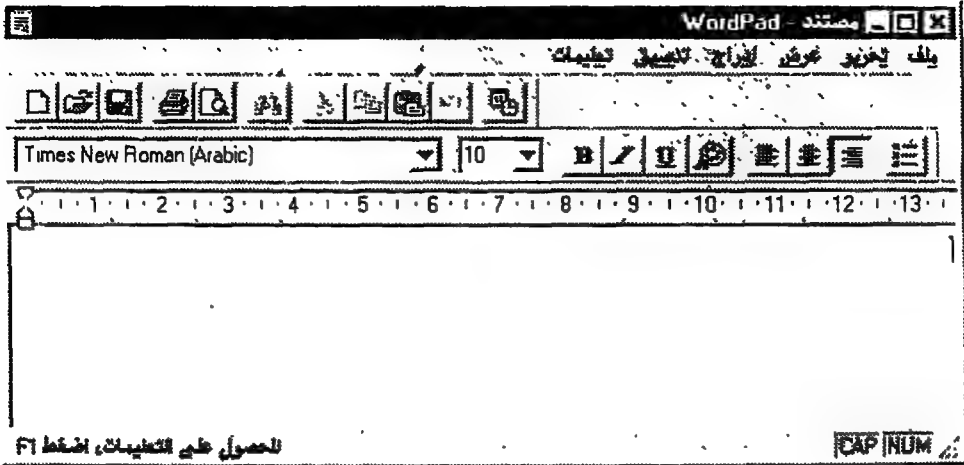 مستند - WordPad
ملف تحرير عرض إدراج تنسيق تعليمات
Times New Roman (Arabic) 10 B I U
1 2 3 4 5 6 7 8 9 10 11 12 13
للحصول على التعليمات، اضغط F1 CAP NUM